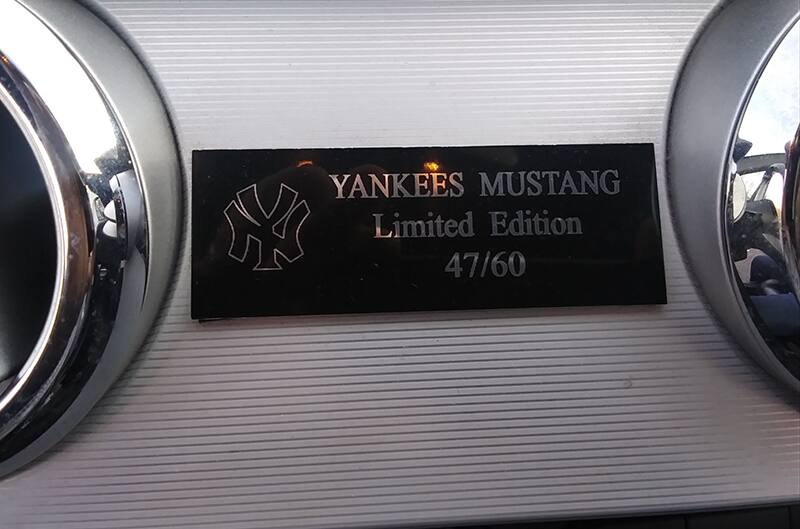 YANKEES MUSTANG
Limited Edition
47/60